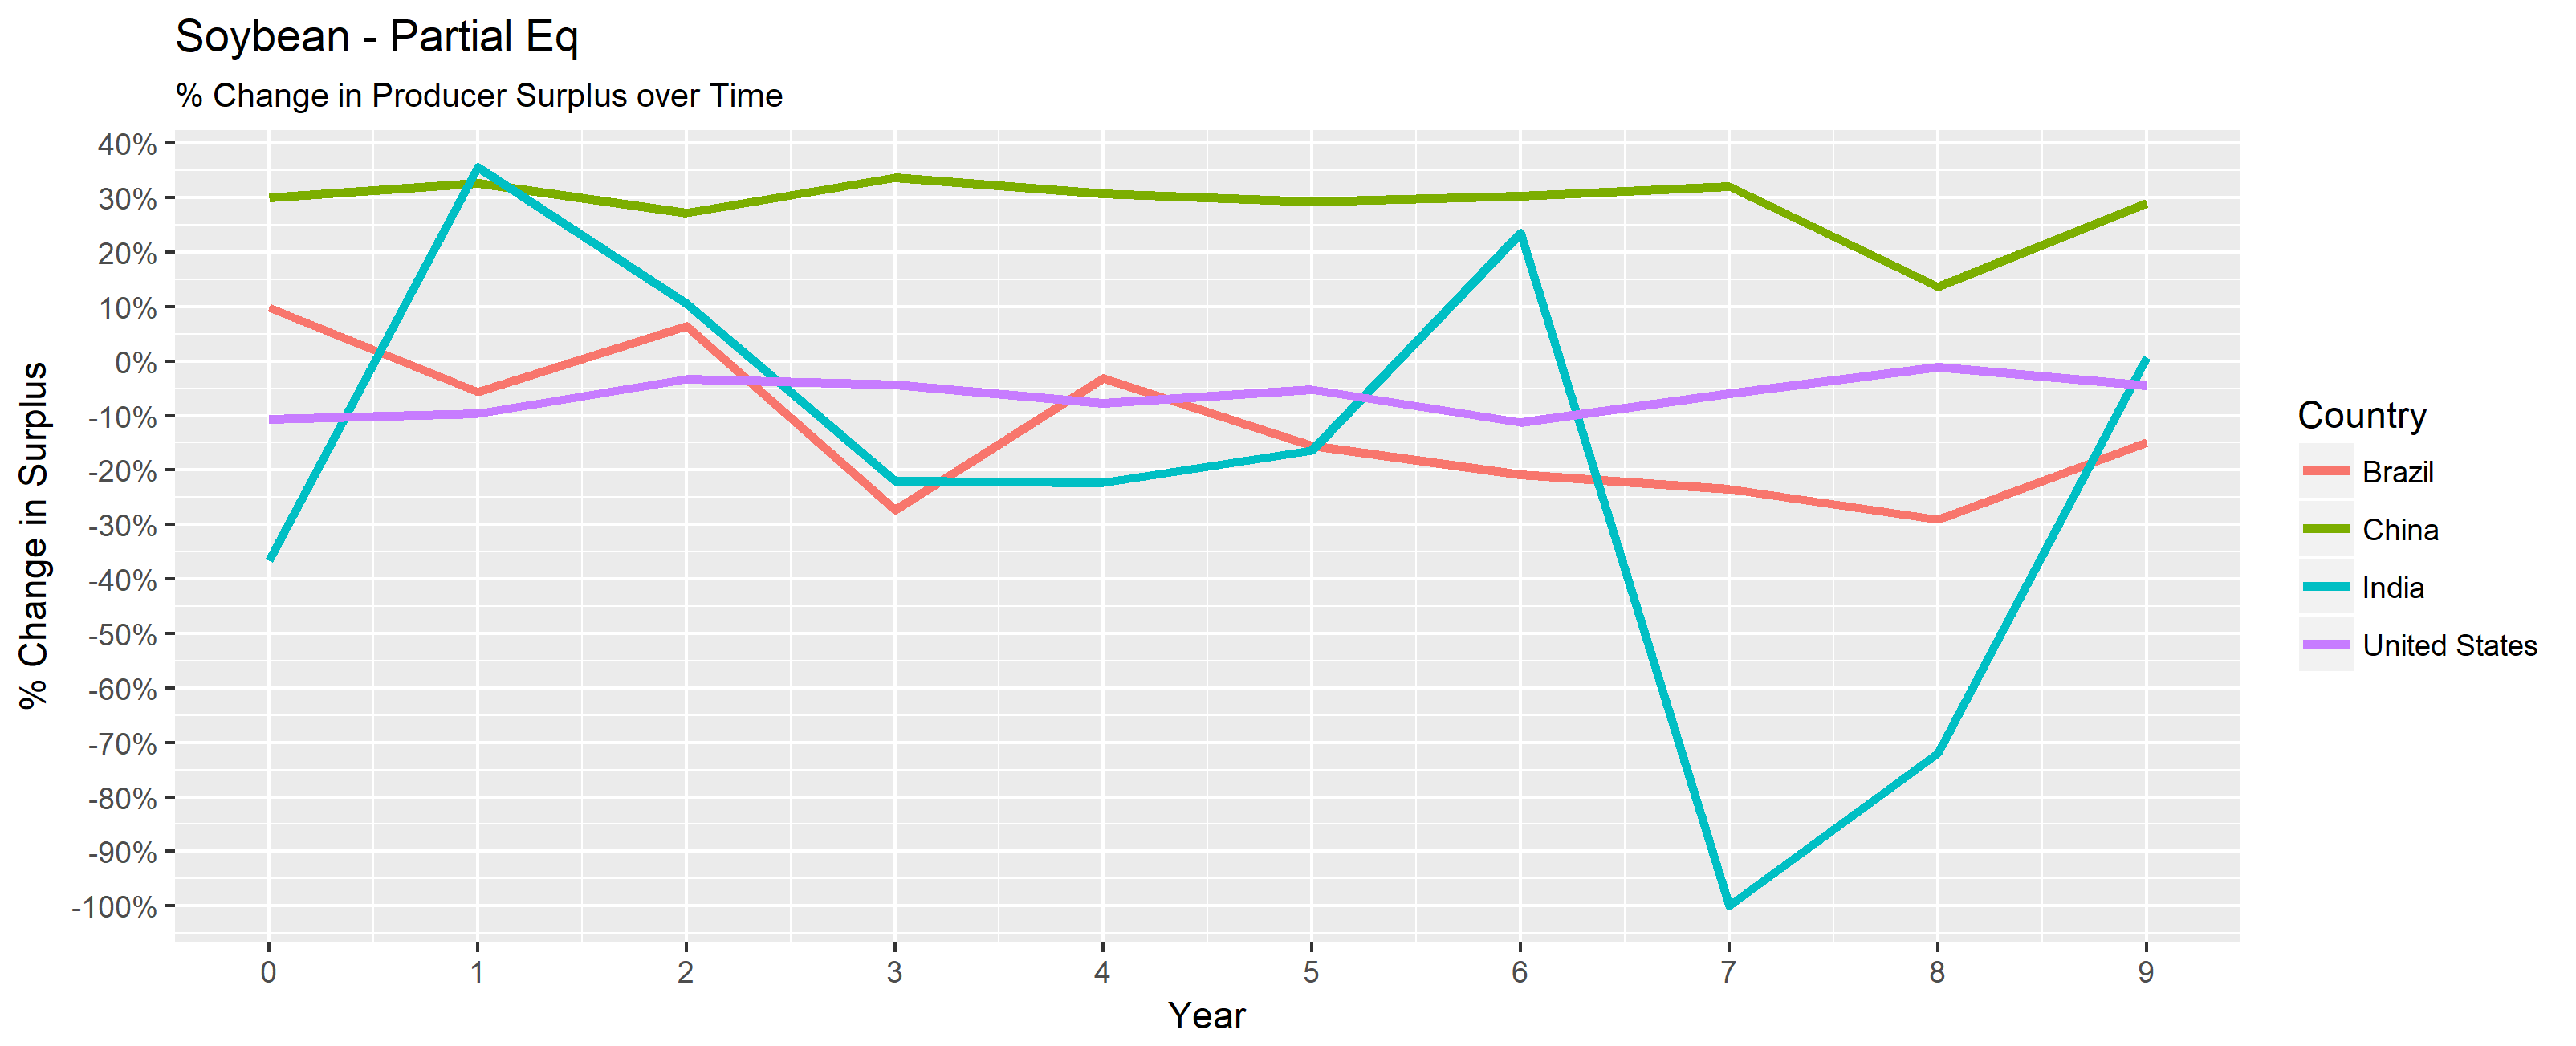 Soybean - Partial Eq
% Change in Producer Surplus over Time
% Change in Surplus
40%
30%
20%
10%
0%
-10%
-20%
-30%
-40%
-50%
-60%
-70%
-80%
-90%
-100%
0 1 2 3 4 5 6 7 8 9
Year
Country
Brazil
China
India
United States